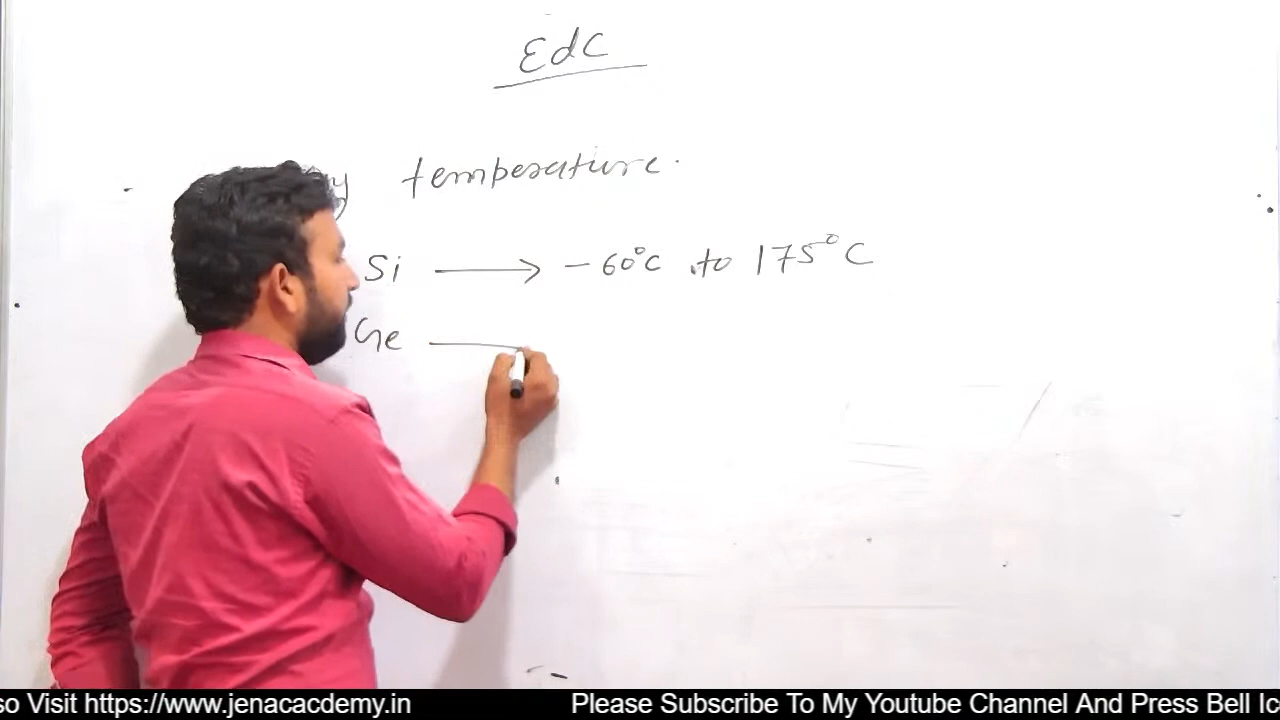 EdC
temperature.
Si → -60°C to 175°C
Ge —
so Visit https://www.jenacacdemy.in Please Subscribe To My Youtube Channel And Press Bell Ic